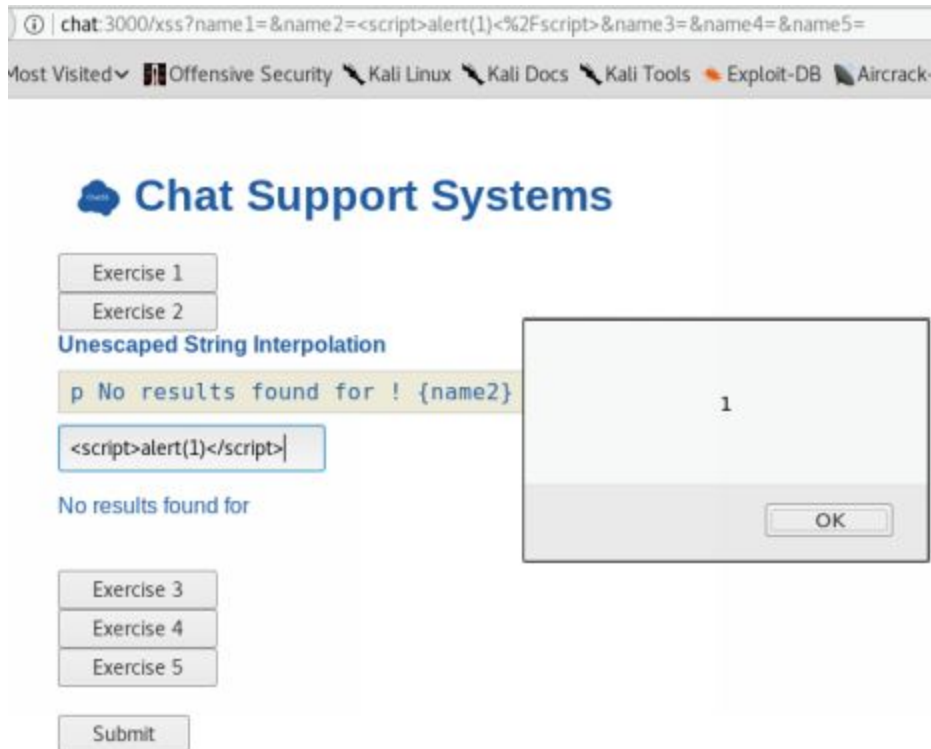 chat:3000/xss?name1=&name2=<script>alert(1)<%2Fscript>&name3=&name4=&name5=
Most Visited Offensive Security Kali Linux Kali Docs Kali Tools Exploit-DB Aircrack-
Chat Support Systems
Exercise 1
Exercise 2
Unescaped String Interpolation
p No results found for ! {name2}
1
<script>alert(1)</script>
No results found for
OK
Exercise 3
Exercise 4
Exercise 5
Submit